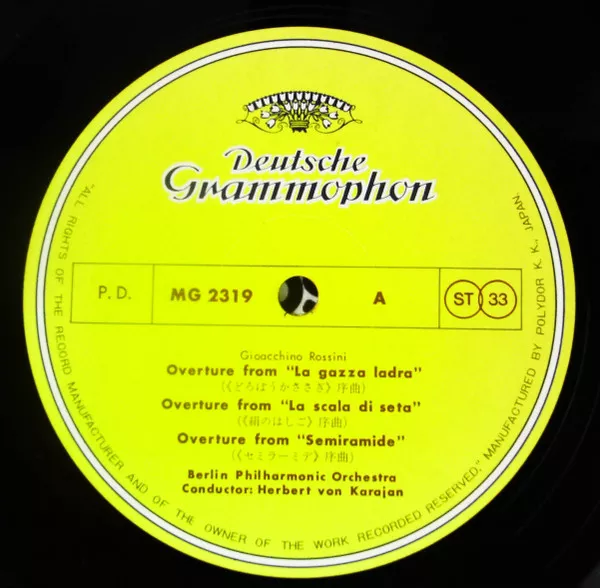 Deutsche
Grammophon
P. D.
MG 2319
A
ST 33
Gioacchino Rossini
Overture from "La gazza ladra"
(《どろぼうかささぎ》序曲)
Overture from "La scala di seta"
(《絹のはしご》序曲)
Overture from "Semiramide"
(《セミラーミデ》序曲)
Berlin Philharmonic Orchestra
Conductor: Herbert von Karajan
"ALL RIGHTS OF THE RECORD MANUFACTURER AND OF THE OWNER OF THE WORK RECORDED RESERVED." MANUFACTURED BY POLYDOR K. K., JAPAN.